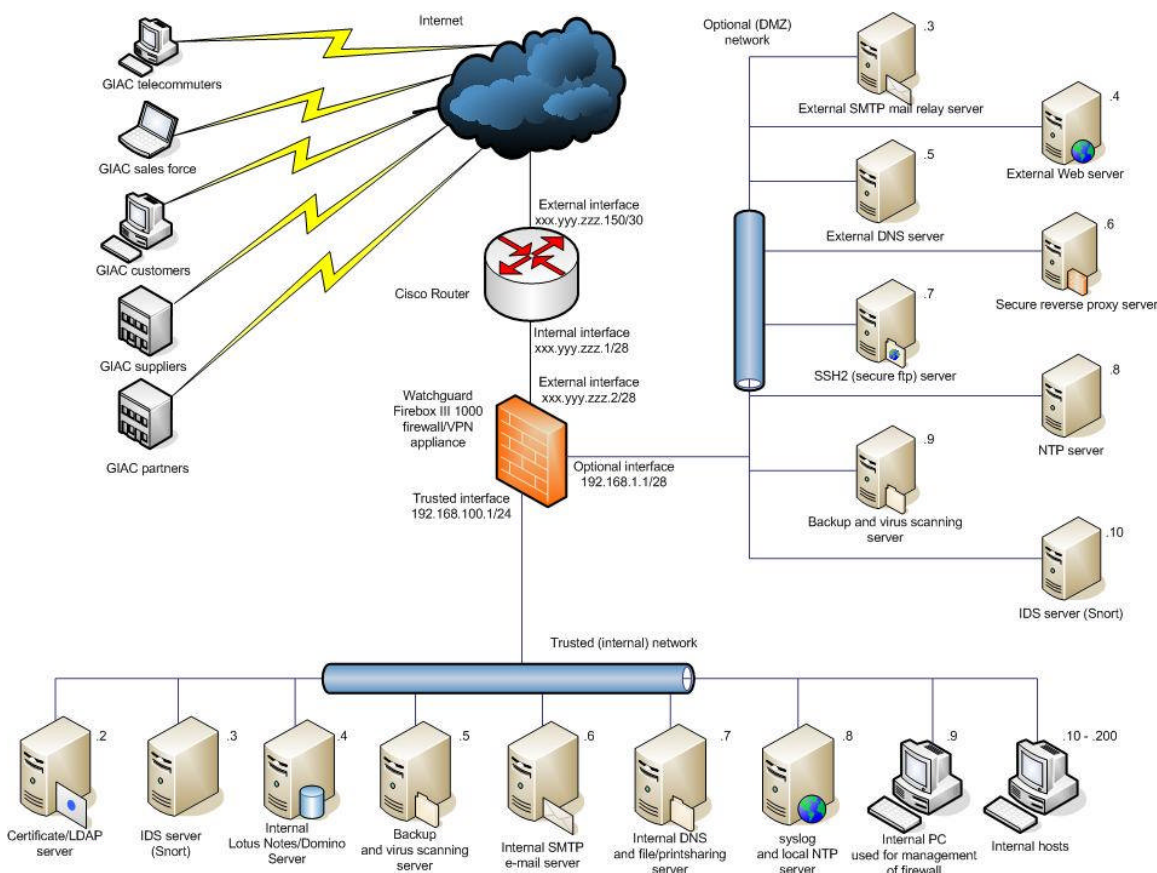 Internet
GIAC telecommuters
GIAC sales force
GIAC customers
GIAC suppliers
GIAC partners
External interface
xxx.yyy.zzz.150/30
Cisco Router
Internal interface
xxx.yyy.zzz.1/28
External interface
xxx.yyy.zzz.2/28
Watchguard
Firebox III 1000
firewall/VPN
appliance
Optional interface
192.168.1.1/28
Trusted interface
192.168.100.1/24
Optional (DMZ)
network
.3
External SMTP mail relay server
.4
External Web server
.5
External DNS server
.6
Secure reverse proxy server
.7
SSH2 (secure ftp) server
.8
NTP server
.9
Backup and virus scanning
server
.10
IDS server (Snort)
Trusted (internal) network
.2
Certificate/LDAP
server
.3
IDS server
(Snort)
.4
Internal
Lotus Notes/Domino
Server
.5
Backup
and virus scanning
server
.6
Internal SMTP
e-mail server
.7
Internal DNS
and file/printsharing
server
.8
syslog
and local NTP
server
.9
Internal PC
used for management
of firewall
.10 - .200
Internal hosts